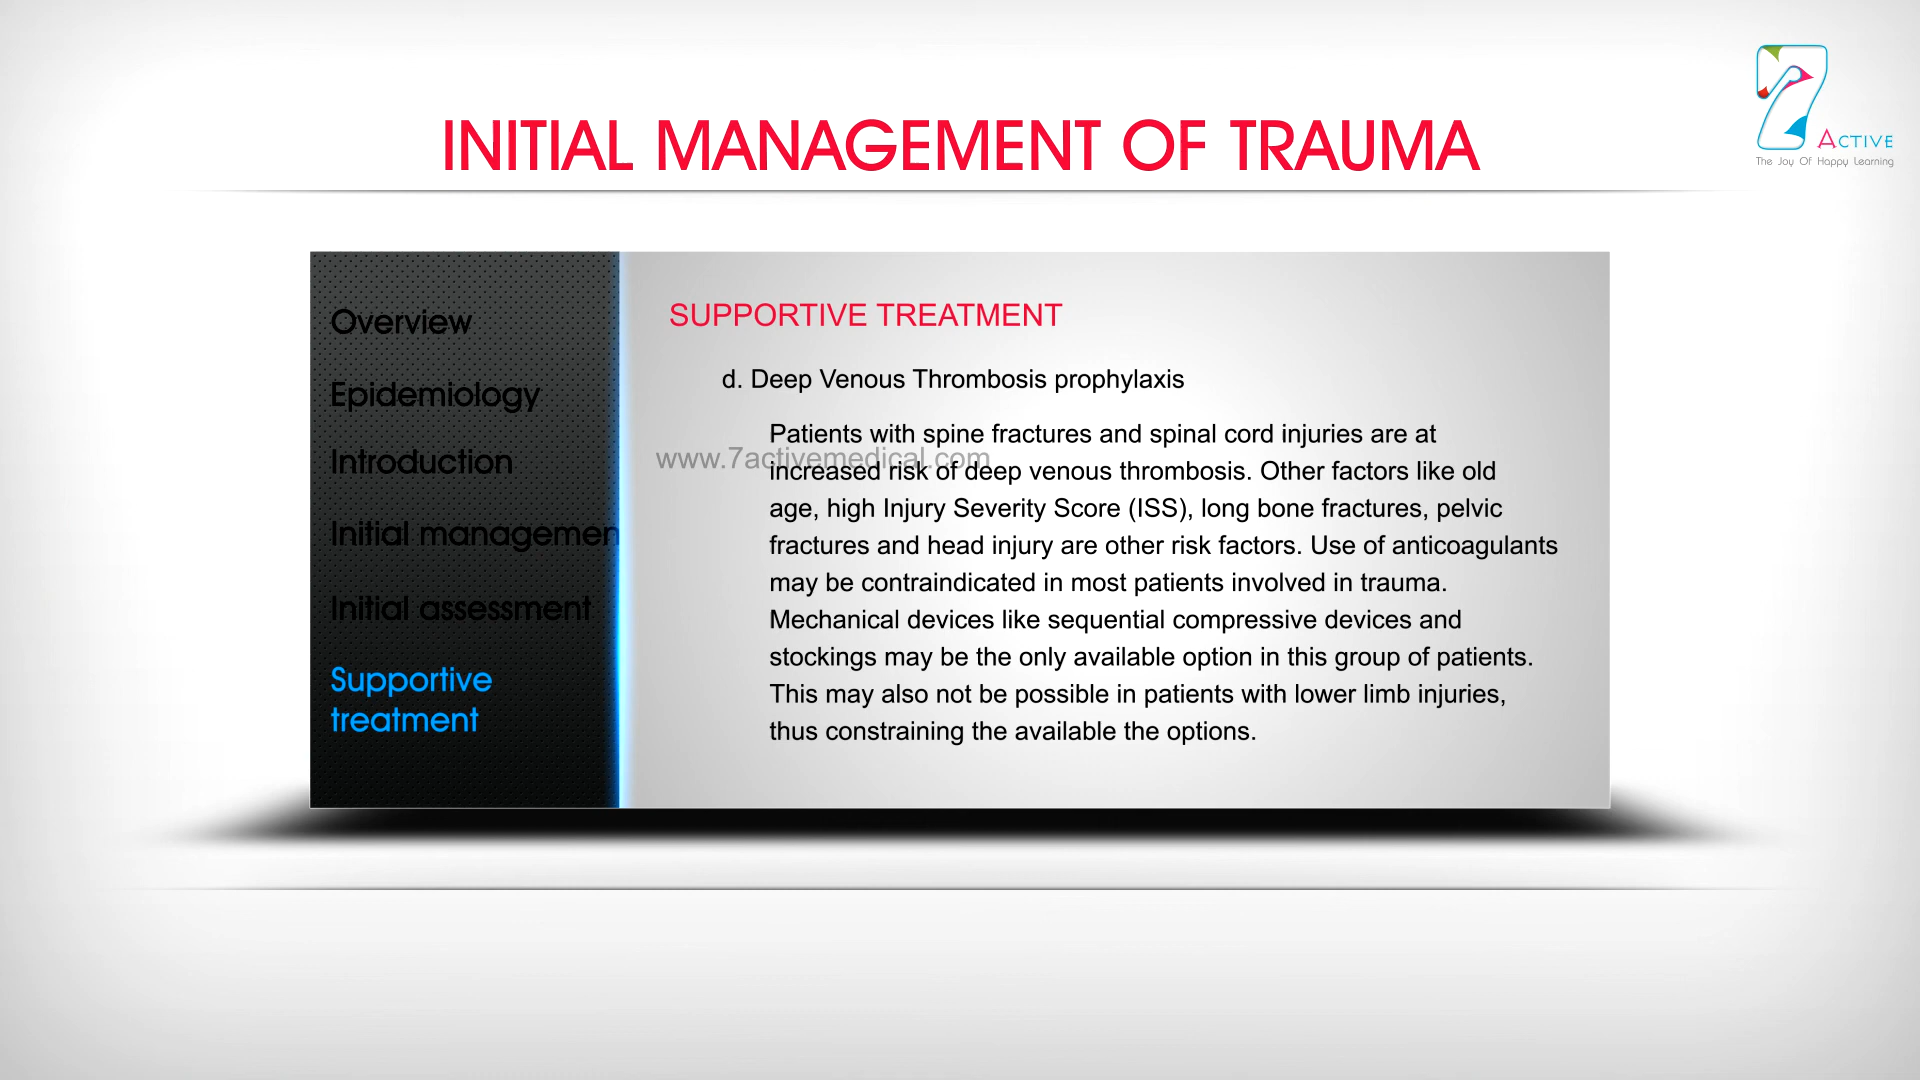 7
ACTIVE
The Joy Of Happy Learning
INITIAL MANAGEMENT OF TRAUMA
Overview
Epidemiology
Introduction
Initial managemen
Initial assessment
Supportive
treatment
SUPPORTIVE TREATMENT
d. Deep Venous Thrombosis prophylaxis
Patients with spine fractures and spinal cord injuries are at
www.7activemedical.com
increased risk of deep venous thrombosis. Other factors like old
age, high Injury Severity Score (ISS), long bone fractures, pelvic
fractures and head injury are other risk factors. Use of anticoagulants
may be contraindicated in most patients involved in trauma.
Mechanical devices like sequential compressive devices and
stockings may be the only available option in this group of patients.
This may also not be possible in patients with lower limb injuries,
thus constraining the available the options.